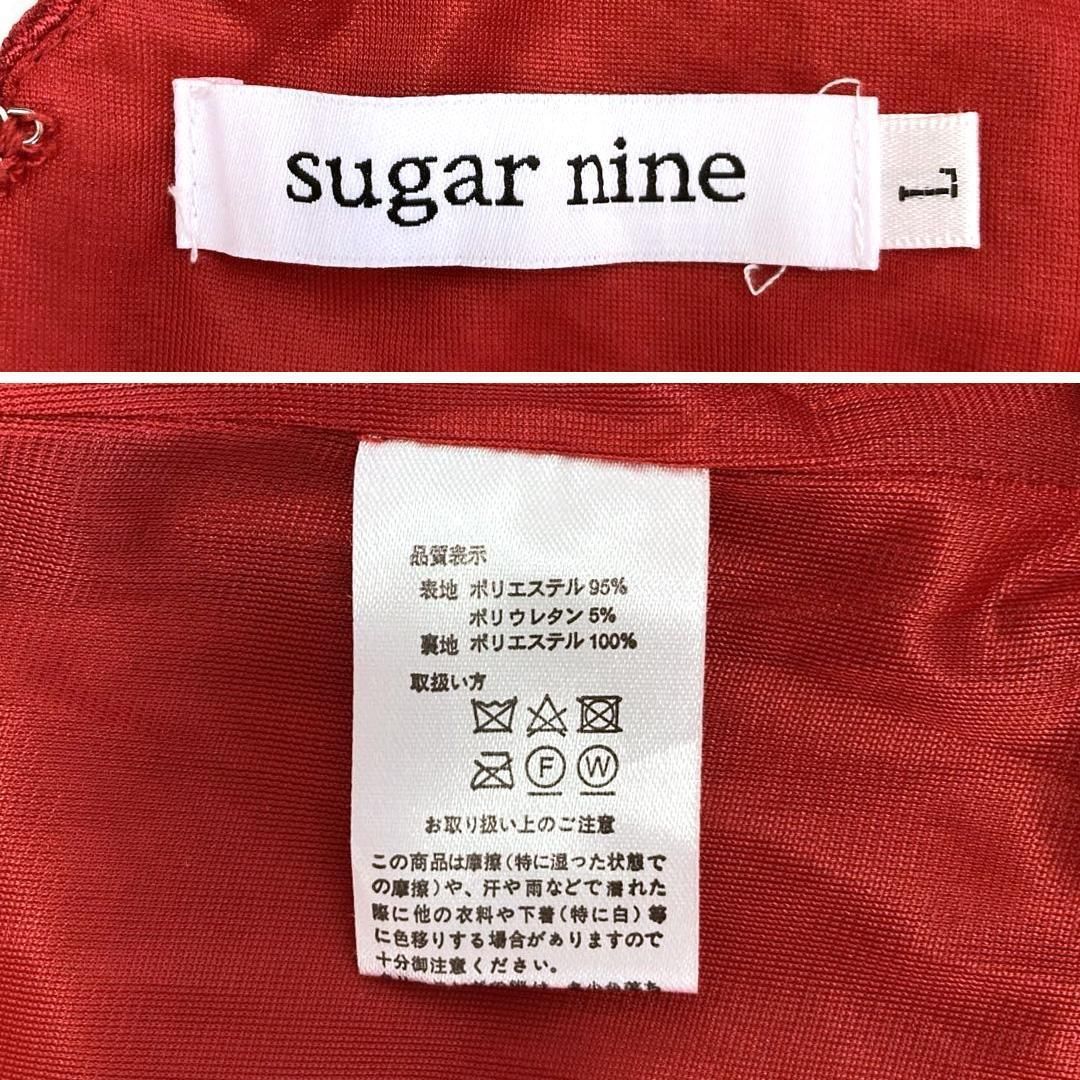 sugar nine
L
品質表示
表地 ポリエステル 95%
ポリウレタン 5%
裏地 ポリエステル 100%
取扱い方
F W
お取り扱い上のご注意
この商品は摩擦(特に湿った状態で
の摩擦)や、汗や雨などで濡れた
際に他の衣料や下着(特に白)等
に色移りする場合がありますので
十分御注意ください。